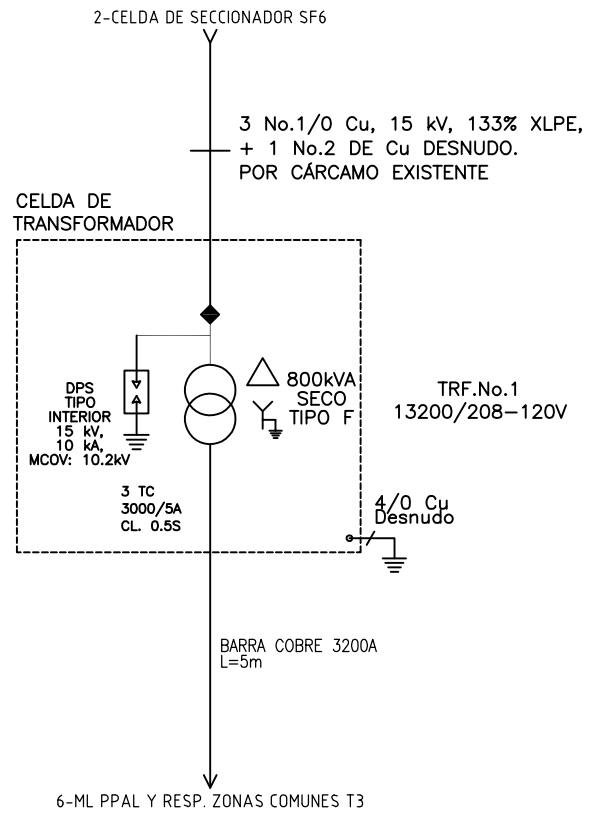 2-CELDA DE SECCIONADOR SF6
3 No.1/0 Cu, 15 kV, 133% XLPE,
+ 1 No.2 DE Cu DESNUDO.
POR CÁRCAMO EXISTENTE
CELDA DE
TRANSFORMADOR
DPS
TIPO
INTERIOR
15 kV,
10 kA,
MCOV: 10.2kV
800kVA
SECO
TIPO F
TRF.No.1
13200/208-120V
3 TC
3000/5A
CL. 0.5S
4/0 Cu
Desnudo
BARRA COBRE 3200A
L=5m
6-ML PPAL Y RESP. ZONAS COMUNES T3